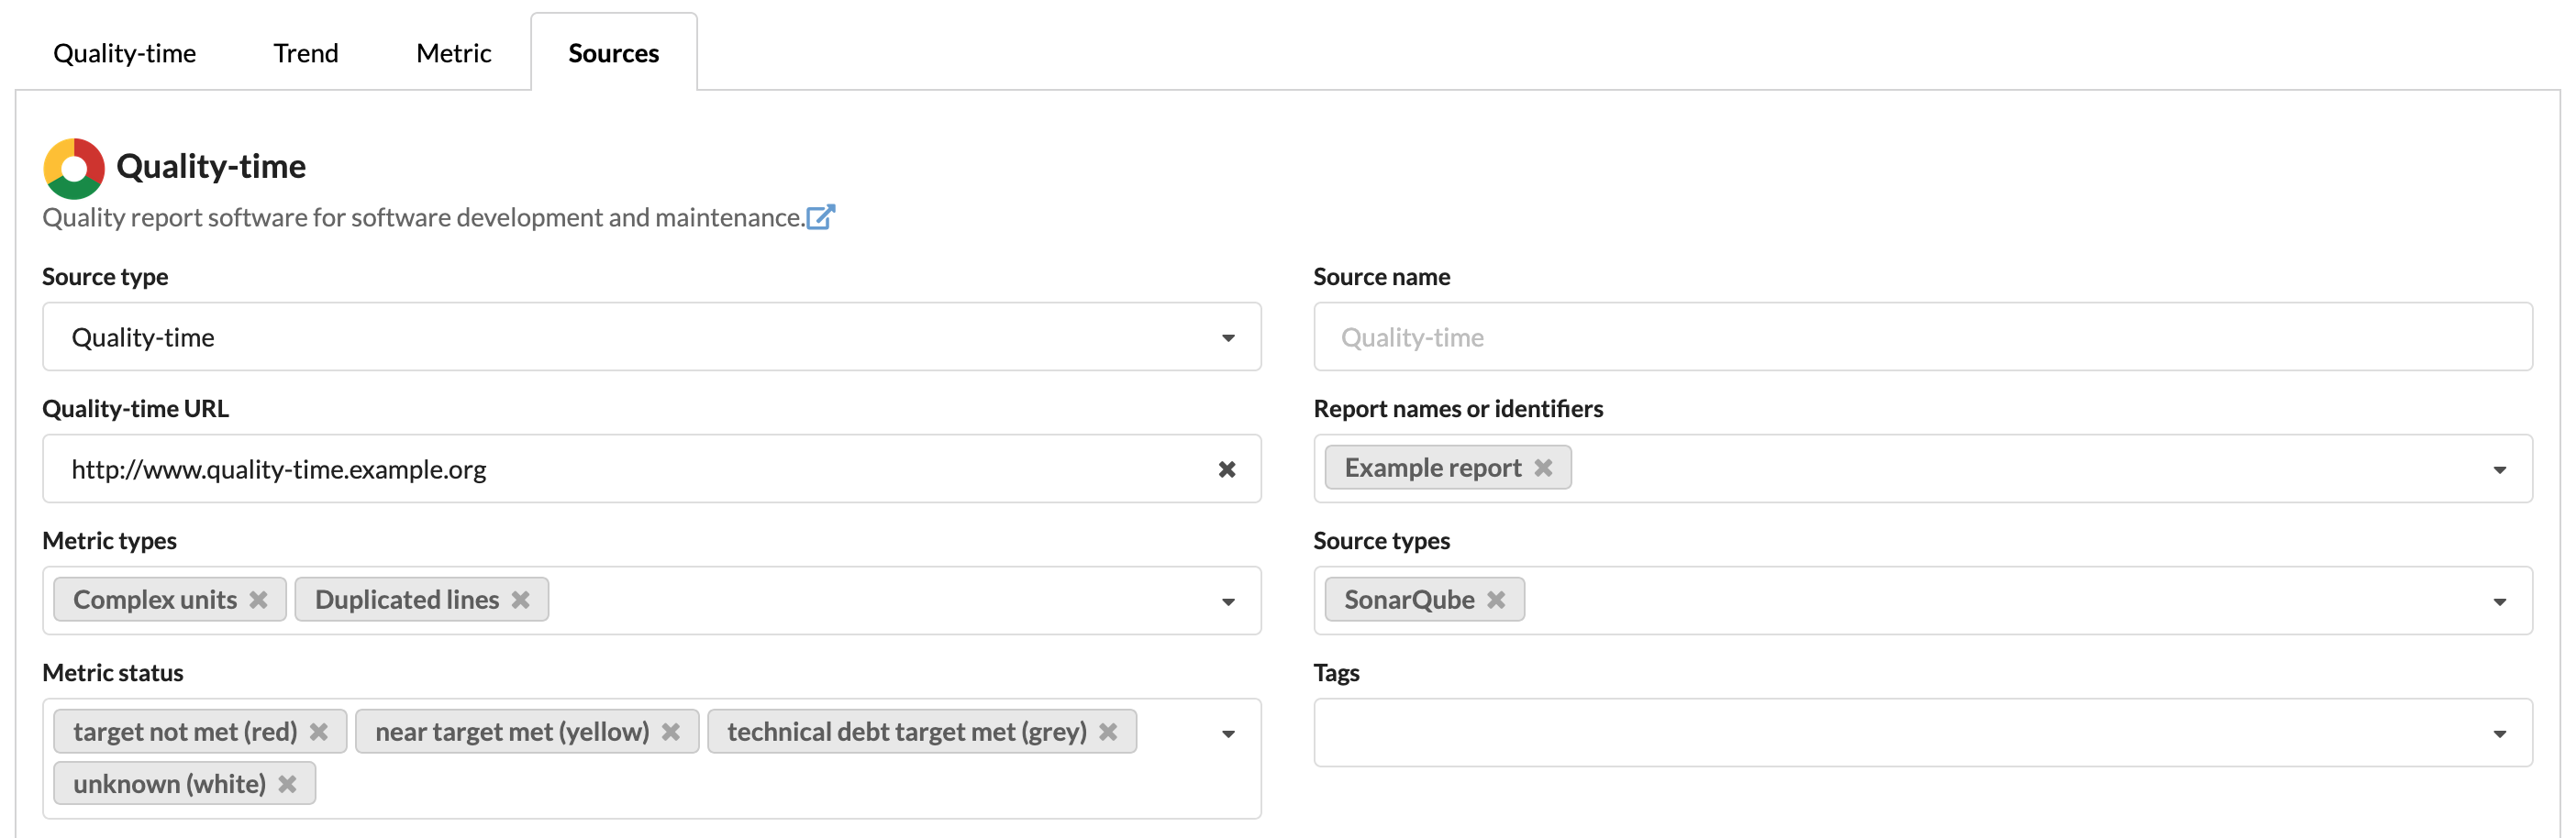 Quality-time Trend Metric Sources
Quality-time
Quality report software for software development and maintenance.
Source type
Quality-time
Source name
Quality-time
Quality-time URL
http://www.quality-time.example.org
Report names or identifiers
Example report
Metric types
Complex units Duplicated lines
Source types
SonarQube
Metric status
target not met (red) near target met (yellow) technical debt target met (grey)
unknown (white)
Tags